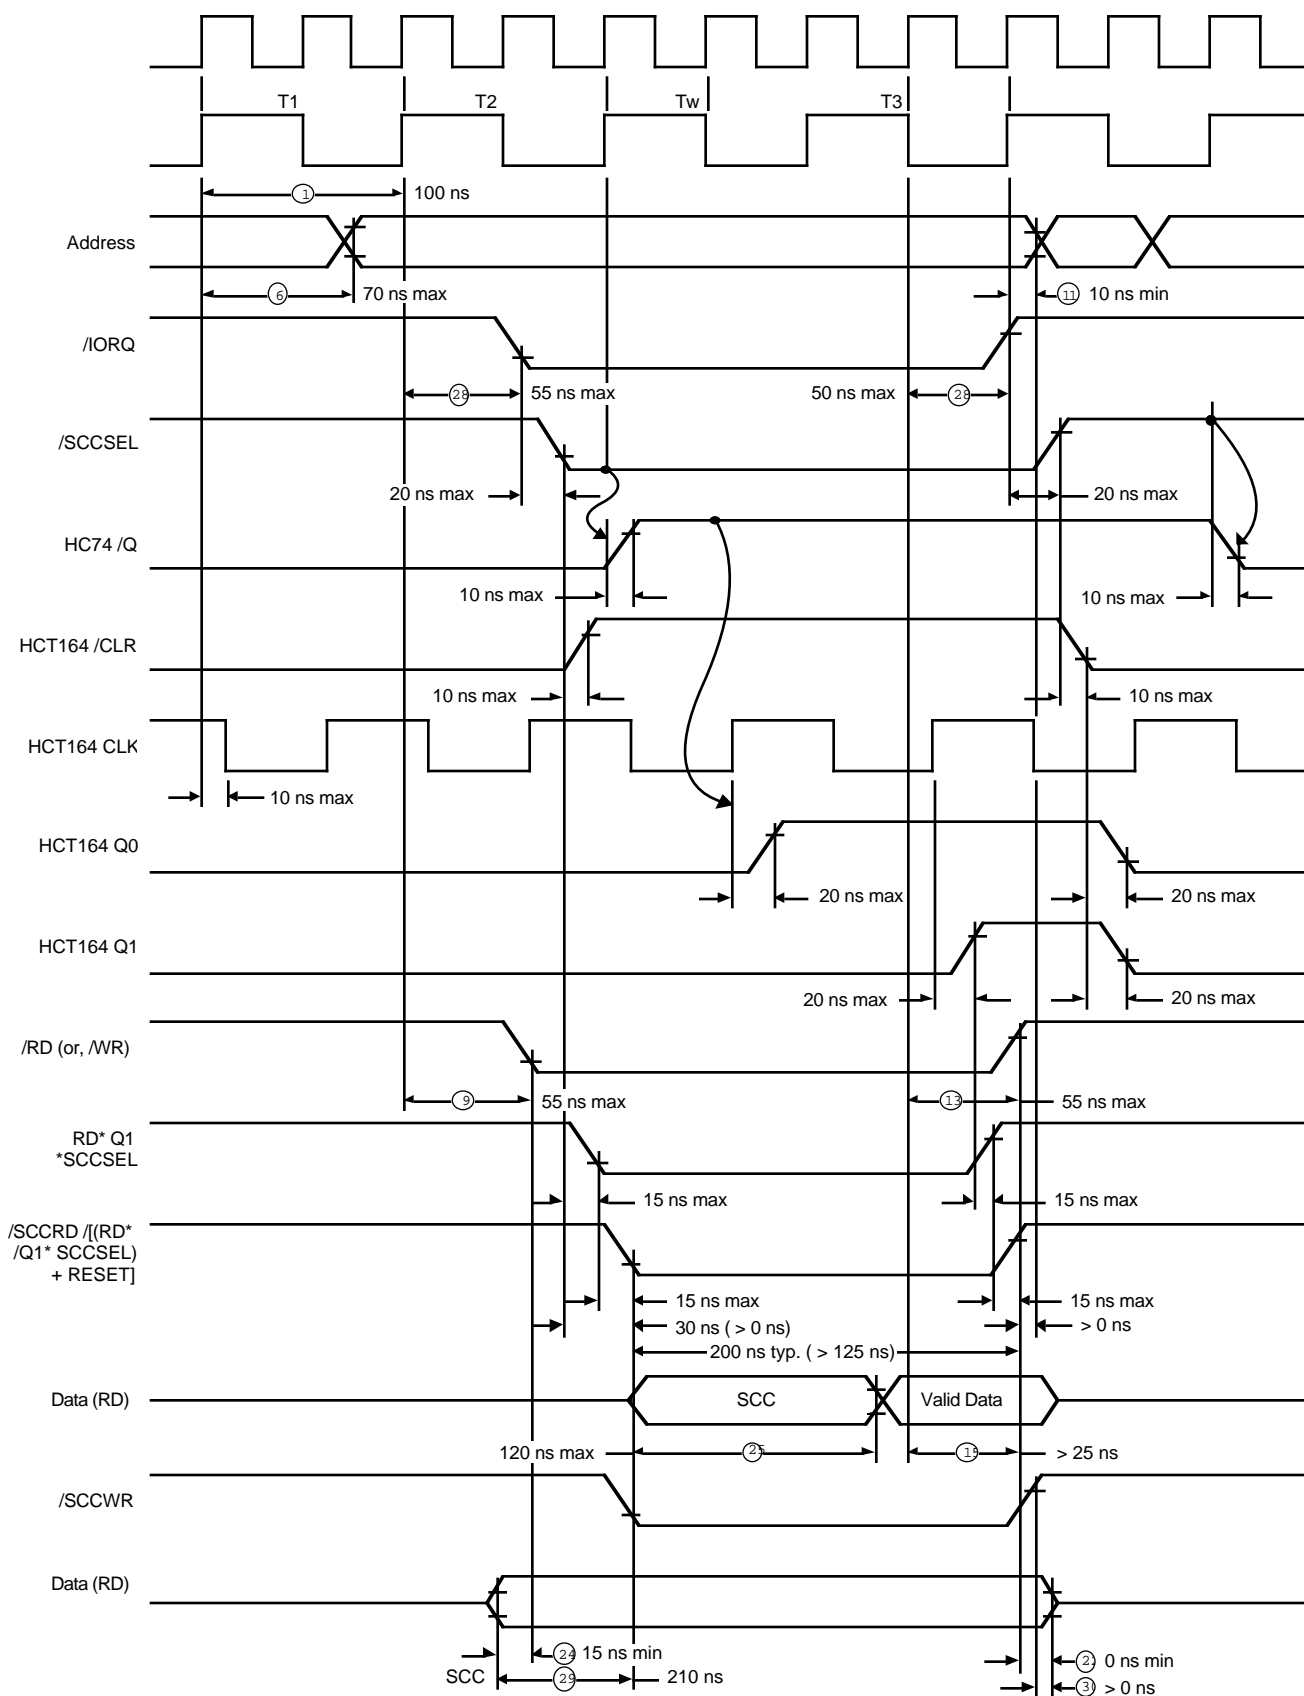 T1 T2 Tw T3
1 100 ns
Address
6 70 ns max 11 10 ns min
/IORQ
28 55 ns max 50 ns max 28
/SCCSEL
20 ns max 20 ns max
HC74 /Q
10 ns max 10 ns max
HCT164 /CLR
10 ns max 10 ns max
HCT164 CLK
10 ns max
HCT164 Q0
20 ns max 20 ns max
HCT164 Q1
20 ns max 20 ns max
/RD (or, /WR)
9 55 ns max 13 55 ns max
RD* Q1
*SCCSEL
15 ns max 15 ns max
/SCCRD /[(RD*
/Q1* SCCSEL)
+ RESET]
15 ns max 15 ns max
30 ns ( > 0 ns) > 0 ns
200 ns typ. ( > 125 ns)
Data (RD) SCC Valid Data
120 ns max 25 15 > 25 ns
/SCCWR
Data (RD)
24 15 ns min 0 ns min
SCC 29 210 ns > 0 ns